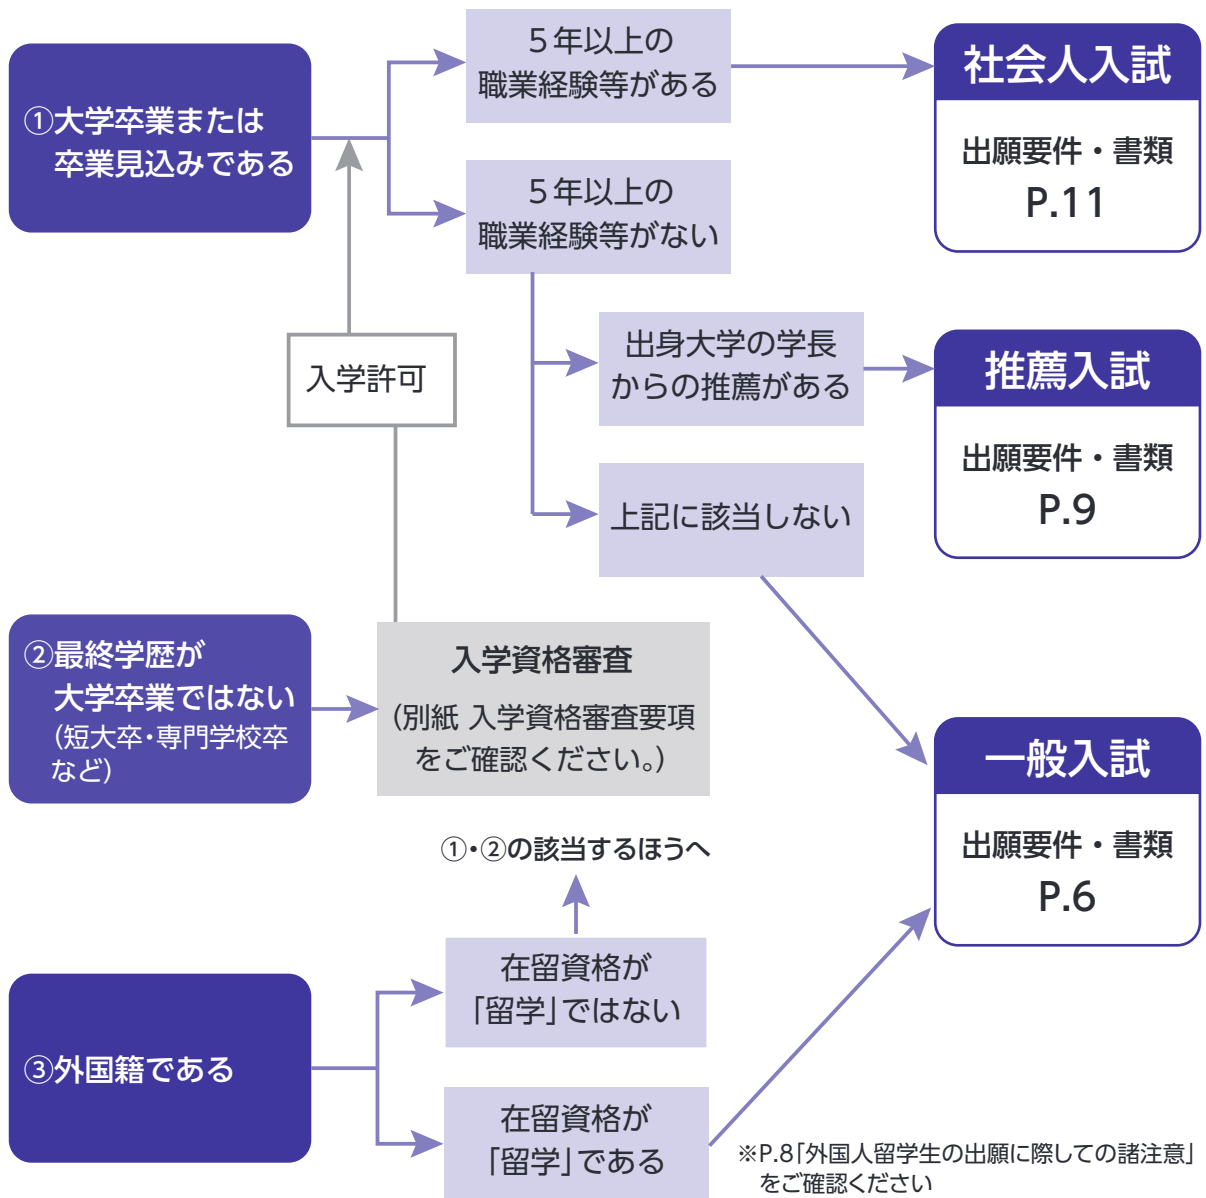 ①大学卒業または
卒業見込みである
５年以上の
職業経験等がある
社会人入試
出願要件・書類
P.11
５年以上の
職業経験等がない
入学許可
出身大学の学長
からの推薦がある
推薦入試
出願要件・書類
P.9
上記に該当しない
②最終学歴が
大学卒業ではない
（短大卒・専門学校卒
など）
入学資格審査
（別紙 入学資格審査要項
をご確認ください。）
一般入試
出願要件・書類
P.6
①・②の該当するほうへ
③外国籍である
在留資格が
「留学」ではない
在留資格が
「留学」である
※P.8「外国人留学生の出願に際しての諸注意」
をご確認ください